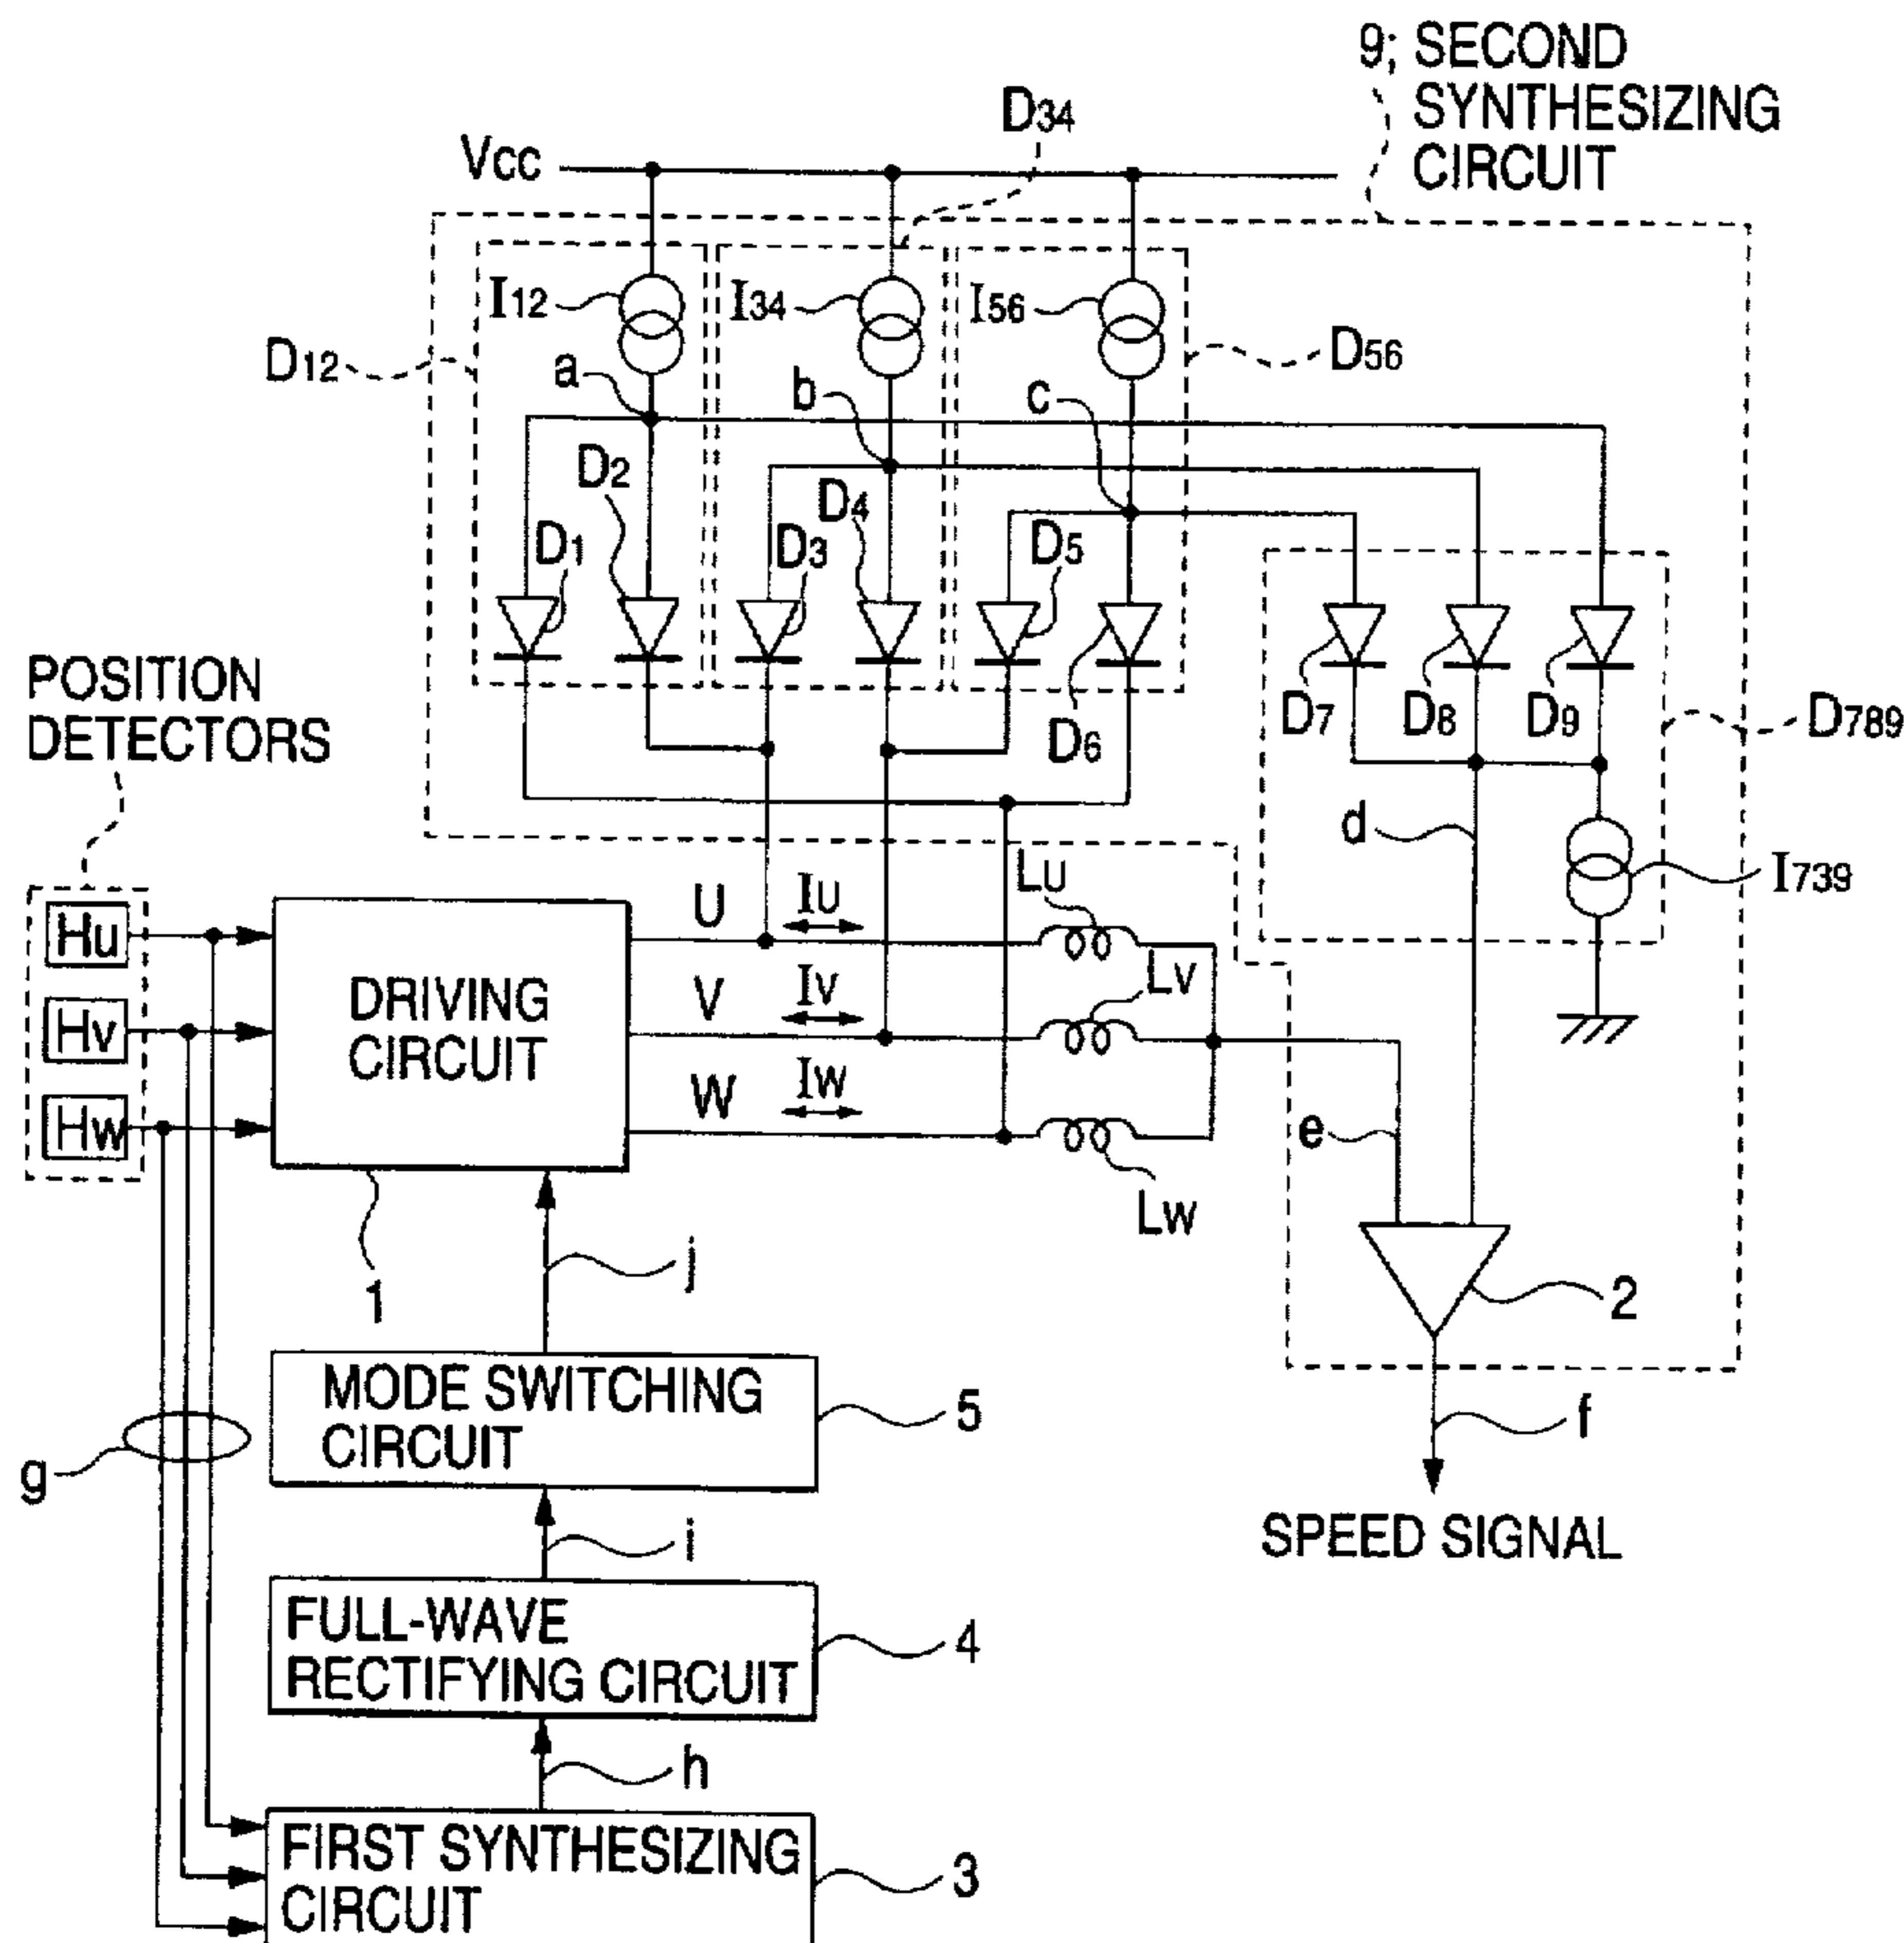 9; SECOND
SYNTHESIZING
CIRCUIT
D34
Vcc
I12
I34
I56
D12
D56
a
b
c
D2
D4
D1
D3
D5
D6
D7
D8
D9
D789
d
I739
POSITION
DETECTORS
Hu
Hv
Hw
DRIVING
CIRCUIT
1
U
IU
LU
V
IV
LV
W
IW
LW
e
2
f
SPEED SIGNAL
j
MODE SWITCHING
CIRCUIT
5
g
i
FULL-WAVE
RECTIFYING CIRCUIT
4
h
FIRST SYNTHESIZING
CIRCUIT
3